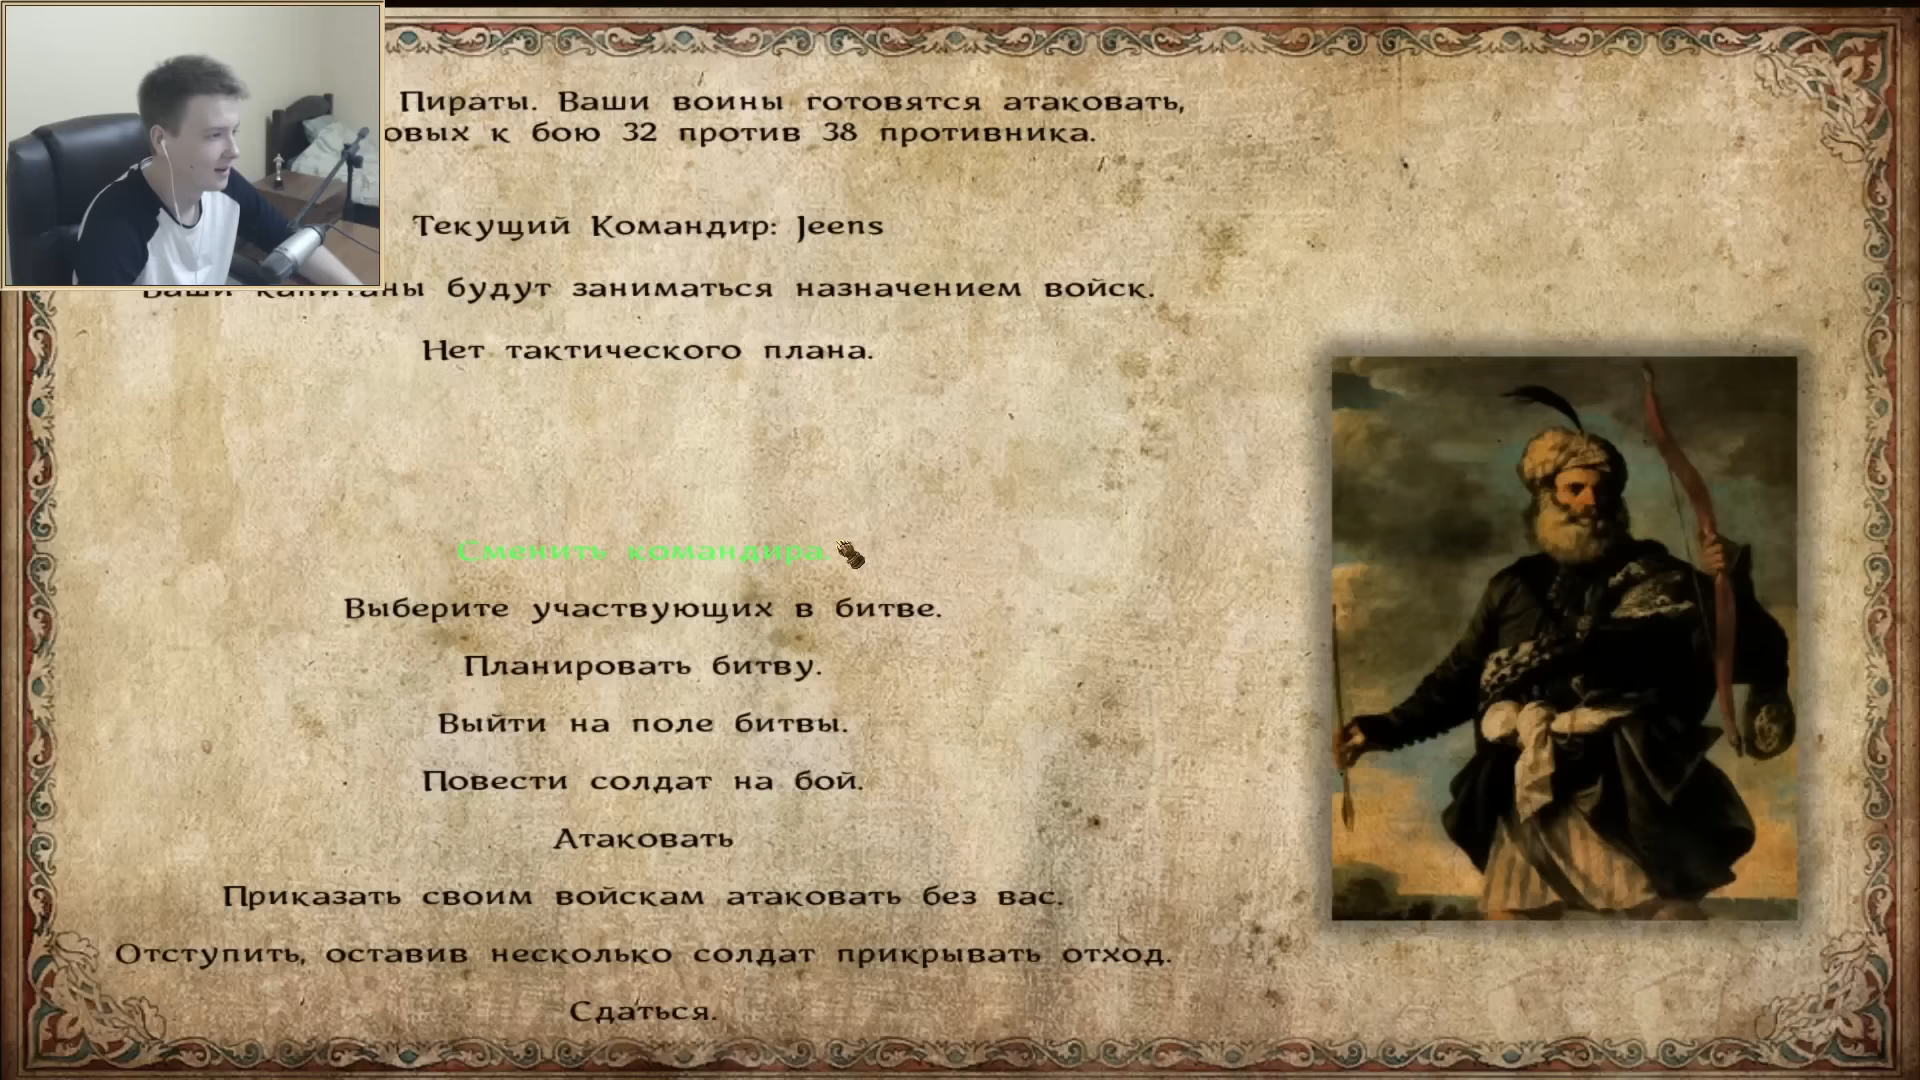 Пираты. Ваши воины готовятся атаковать,
овых к бою 32 против 38 противника.
Текущий Командир: Jeens
Ваши капитаны будут заниматься назначением войск.
Нет тактического плана.
Сменить командира.
Выберите участвующих в битве.
Планировать битву.
Выйти на поле битвы.
Повести солдат на бой.
Атаковать
Приказать своим войскам атаковать без вас.
Отступить, оставив несколько солдат прикрывать отход.
Сдаться.